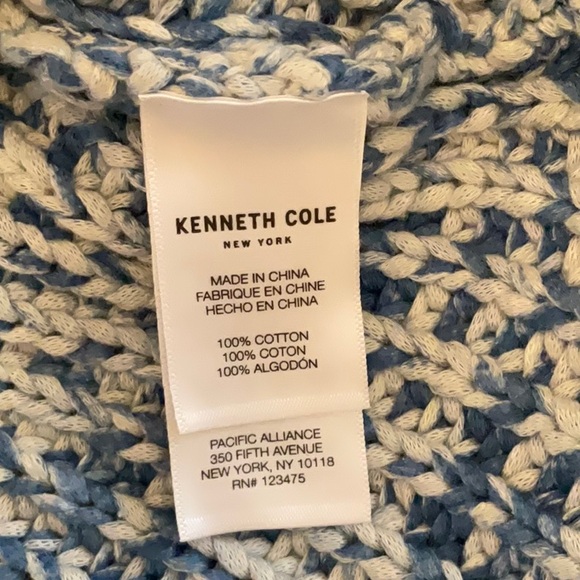 KENNETH COLE
NEW YORK
MADE IN CHINA
FABRIQUE EN CHINE
HECHO EN CHINA
100% COTTON
100% COTON
100% ALGODÓN
PACIFIC ALLIANCE
350 FIFTH AVENUE
NEW YORK, NY 10118
RN# 123475